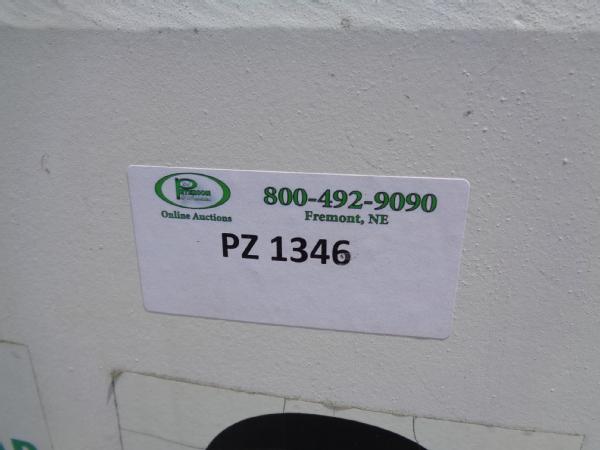 800-492-9090
Online Auctions
Fremont, NE
PZ 1346